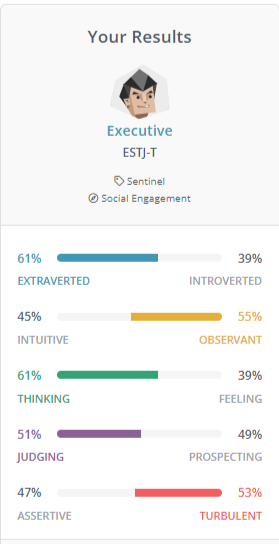 Your Results
Executive
ESTJ-T
Sentinel
Social Engagement
61% 39%
EXTRAVERTED INTROVERTED
45% 55%
INTUITIVE OBSERVANT
61% 39%
THINKING FEELING
51% 49%
JUDGING PROSPECTING
47% 53%
ASSERTIVE TURBULENT